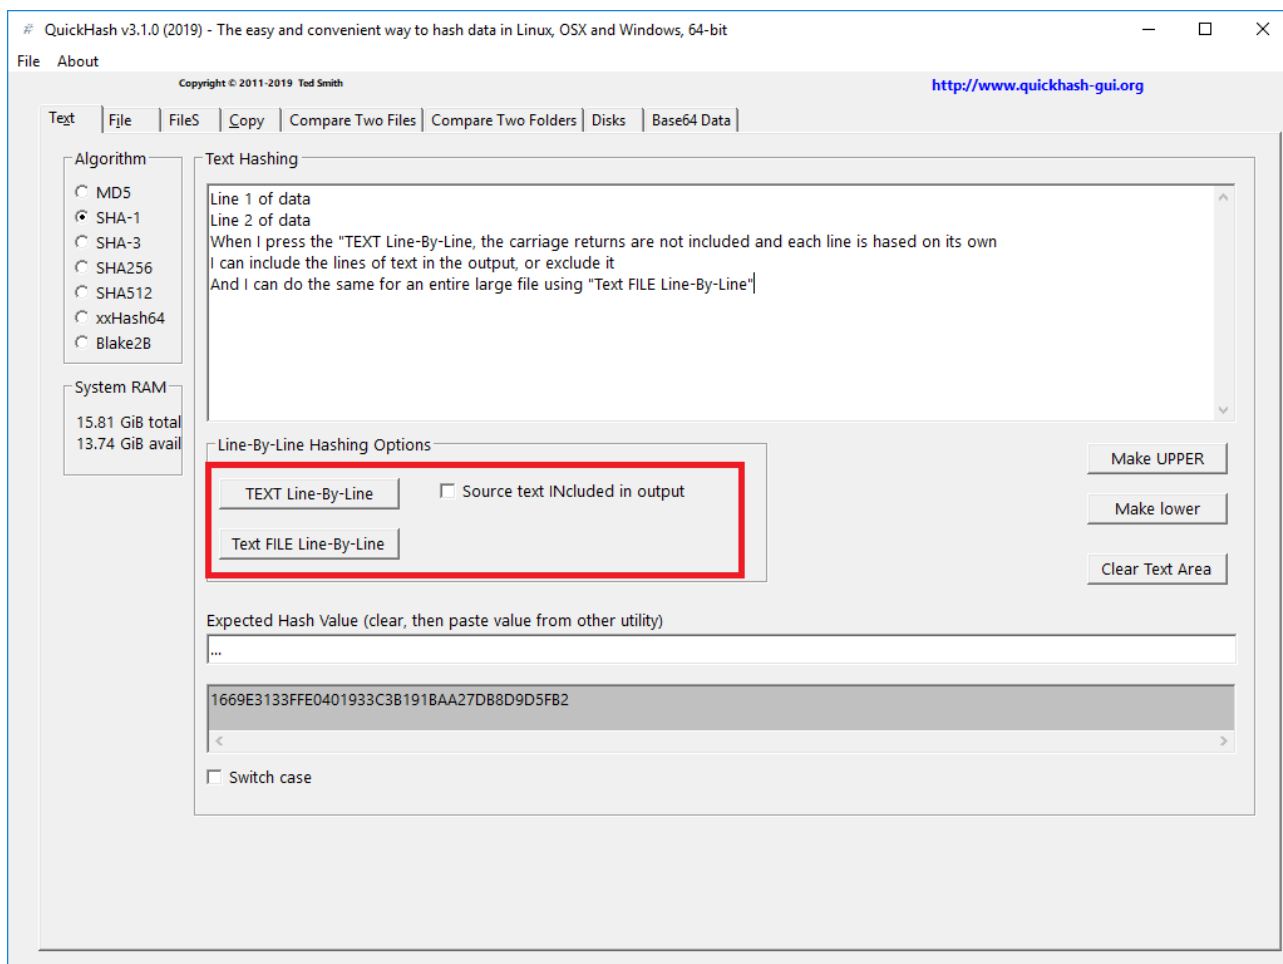 # QuickHash v3.1.0 (2019) - The easy and convenient way to hash data in Linux, OSX and Windows, 64-bit
File About
Copyright © 2011-2019 Ted Smith
http://www.quickhash-gui.org
Text File FileS Copy Compare Two Files Compare Two Folders Disks Base64 Data
Algorithm
MD5
SHA-1
SHA-3
SHA256
SHA512
xxHash64
Blake2B
System RAM
15.81 GiB total
13.74 GiB avail
Text Hashing
Line 1 of data
Line 2 of data
When I press the "TEXT Line-By-Line, the carriage returns are not included and each line is hased on its own
I can include the lines of text in the output, or exclude it
And I can do the same for an entire large file using "Text FILE Line-By-Line"
Line-By-Line Hashing Options
TEXT Line-By-Line
Source text INcluded in output
Text FILE Line-By-Line
Make UPPER
Make lower
Clear Text Area
Expected Hash Value (clear, then paste value from other utility)
...
1669E3133FFE0401933C3B191BAA27DB8D9D5FB2
Switch case